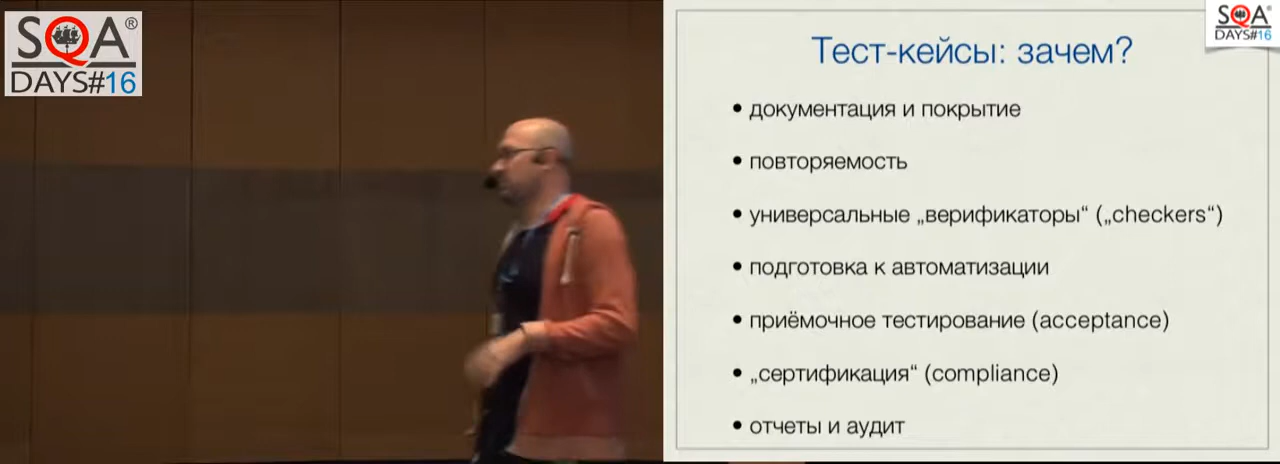 SQA®
DAYS#16
SQA®
DAYS#16
Тест-кейсы: зачем?
• документация и покрытие
• повторяемость
• универсальные „верификаторы“ („checkers“)
• подготовка к автоматизации
• приёмочное тестирование (acceptance)
• „сертификация“ (compliance)
• отчеты и аудит